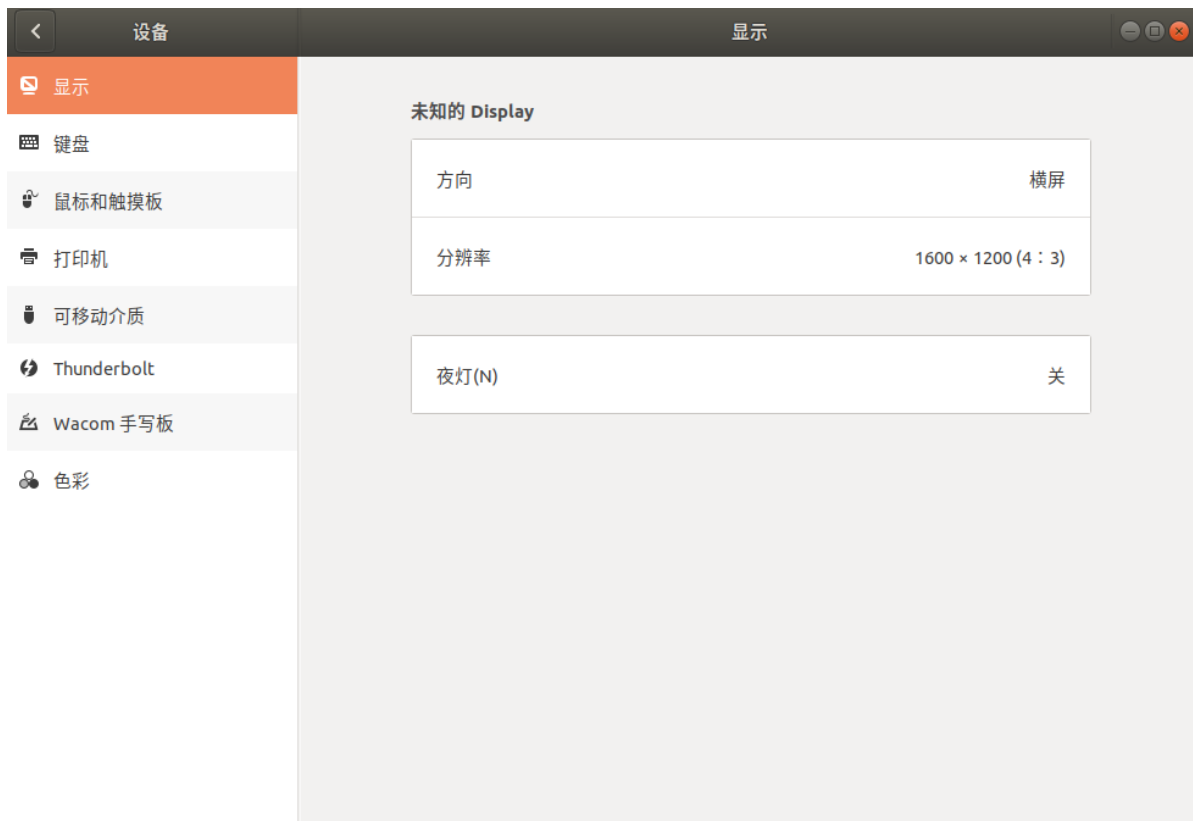 设备
显示
显示
键盘
鼠标和触摸板
打印机
可移动介质
Thunderbolt
Wacom 手写板
色彩
未知的 Display
方向 横屏
分辨率 1600 × 1200 (4∶3)
夜灯(N) 关